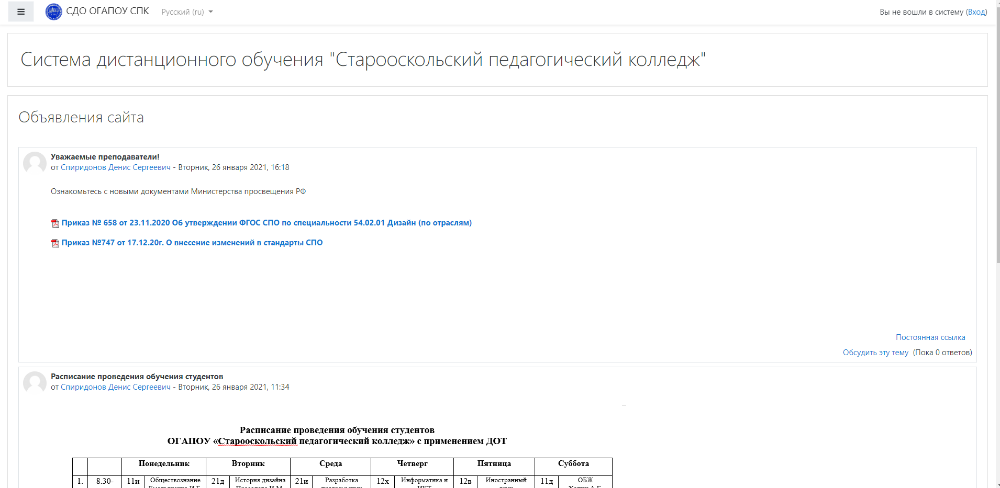 СДО ОГАПОУ СПК Русский (ru) Вы не вошли в систему (Вход)
Система дистанционного обучения "Старооскольский педагогический колледж"
Объявления сайта
Уважаемые преподаватели!
от Спиридонов Денис Сергеевич - Вторник, 26 января 2021, 16:18
Ознакомьтесь с новыми документами Министерства просвещения РФ
Приказ № 658 от 23.11.2020 Об утверждении ФГОС СПО по специальности 54.02.01 Дизайн (по отраслям)
Приказ №747 от 17.12.20г. О внесение изменений в стандарты СПО
Постоянная ссылка
Обсудить эту тему (Пока 0 ответов)
Расписание проведения обучения студентов
от Спиридонов Денис Сергеевич - Вторник, 26 января 2021, 11:34
Расписание проведения обучения студентов
ОГАПОУ «Старооскольский педагогический колледж» с применением ДОТ
Понедельник Вторник Среда Четверг Пятница Суббота
1. 8.30- 11и Обществознание 21д История дизайна 21и Разработка 12х Информатика и 12в Иностранный 11д ОБЖ